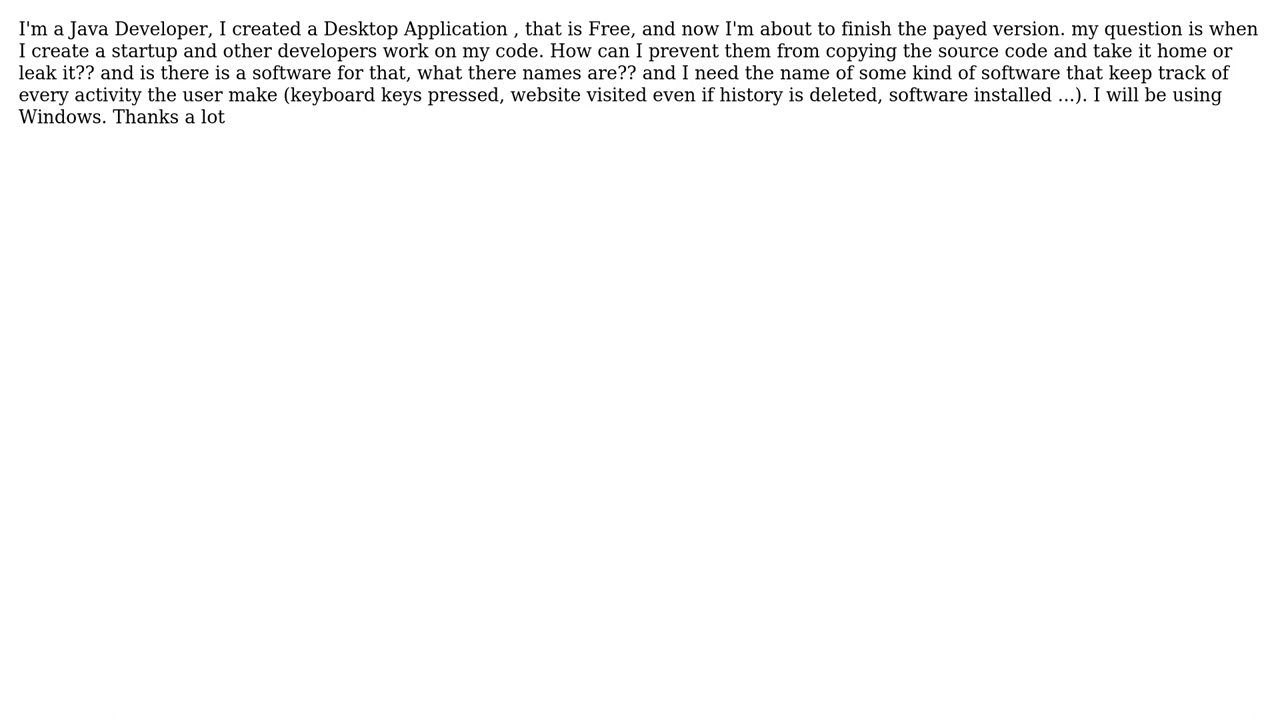 I'm a Java Developer, I created a Desktop Application , that is Free, and now I'm about to finish the payed version. my question is when
I create a startup and other developers work on my code. How can I prevent them from copying the source code and take it home or
leak it?? and is there is a software for that, what there names are?? and I need the name of some kind of software that keep track of
every activity the user make (keyboard keys pressed, website visited even if history is deleted, software installed ...). I will be using
Windows. Thanks a lot